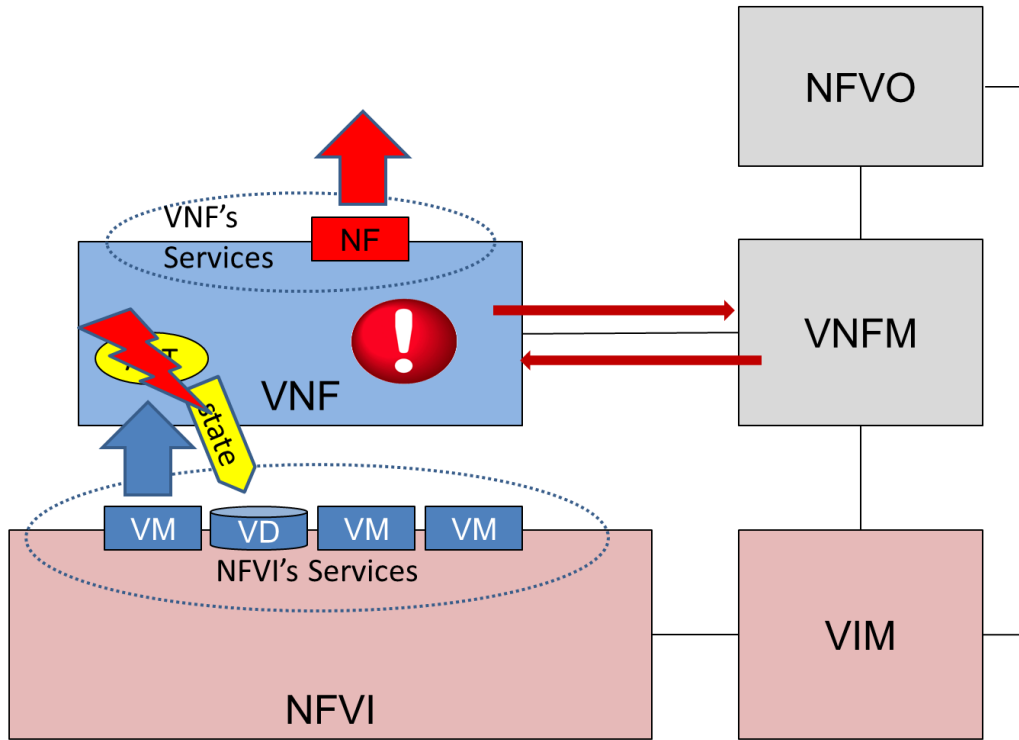 NFVO
VNF's
Services
NF
VNFM
VNF
state
VM
VD
VM
VM
NFVI's Services
VIM
NFVI